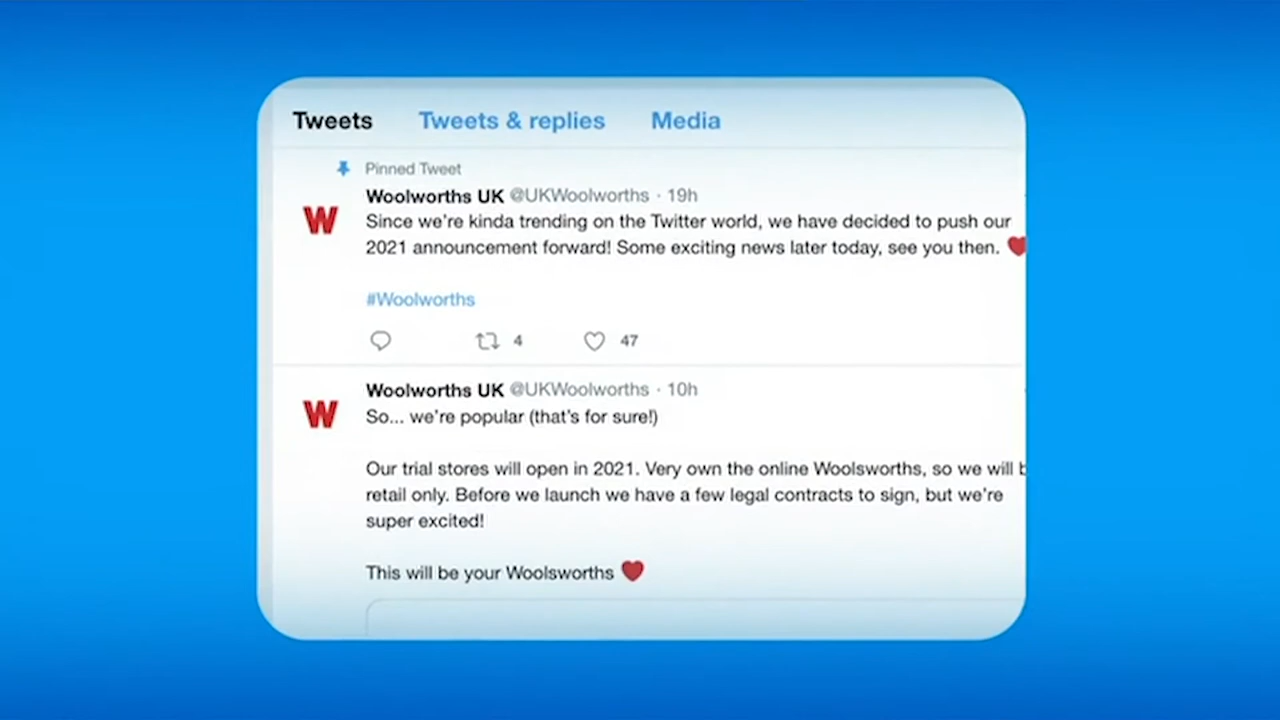 Tweets Tweets & replies Media
Pinned Tweet
Woolworths UK @UKWoolworths · 19h
W
Since we're kinda trending on the Twitter world, we have decided to push our
2021 announcement forward! Some exciting news later today, see you then. ❤
#Woolworths
4 47
Woolworths UK @UKWoolworths · 10h
W
So... we're popular (that's for sure!)
Our trial stores will open in 2021. Very own the online Woolsworths, so we will
retail only. Before we launch we have a few legal contracts to sign, but we're
super excited!
This will be your Woolsworths ❤